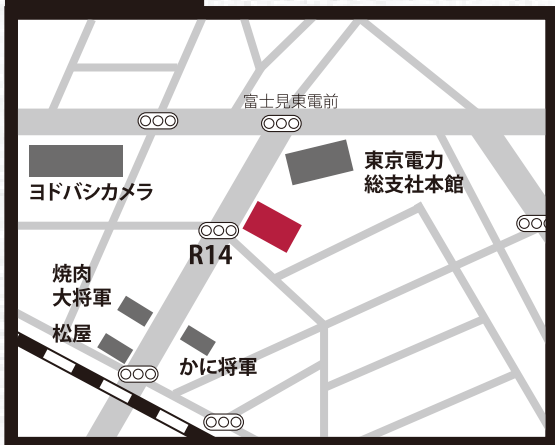 富士見東電前
東京電力
総支社本館
ヨドバシカメラ
R14
焼肉
大将軍
松屋
かに将軍